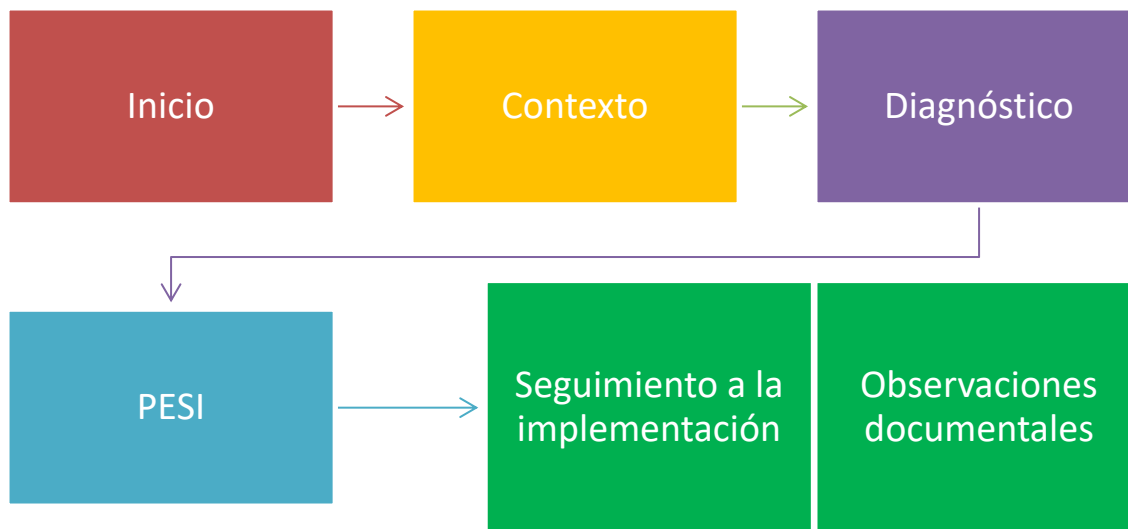 Inicio
Contexto
Diagnóstico
PESI
Seguimiento a la
implementación
Observaciones
documentales